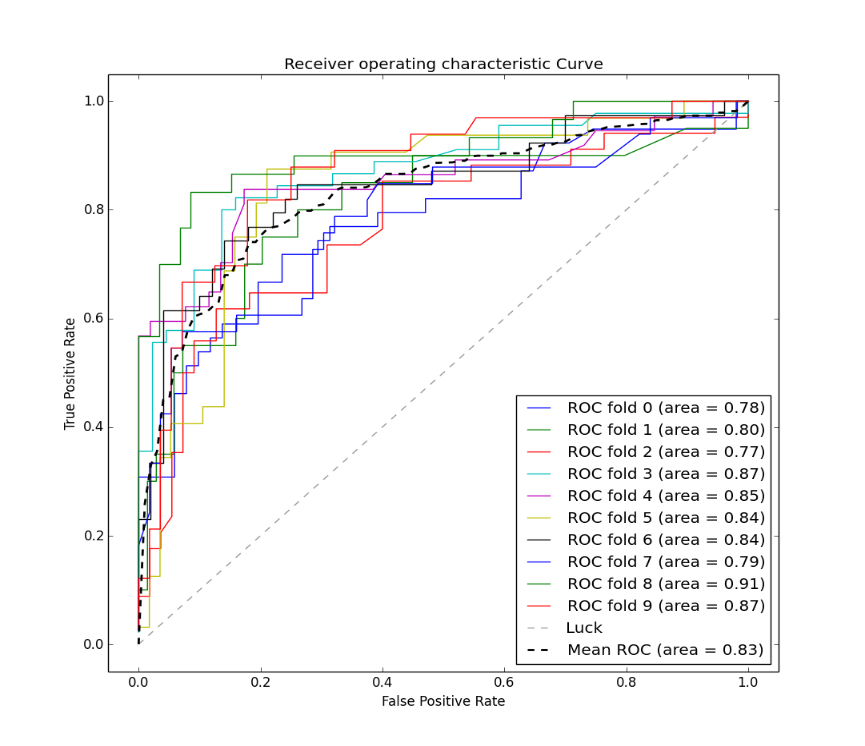 Receiver operating characteristic Curve
1.0
0.8
0.6
0.4
0.2
0.0
True Positive Rate
0.0 0.2 0.4 0.6 0.8 1.0
False Positive Rate
ROC fold 0 (area = 0.78)
ROC fold 1 (area = 0.80)
ROC fold 2 (area = 0.77)
ROC fold 3 (area = 0.87)
ROC fold 4 (area = 0.85)
ROC fold 5 (area = 0.84)
ROC fold 6 (area = 0.84)
ROC fold 7 (area = 0.79)
ROC fold 8 (area = 0.91)
ROC fold 9 (area = 0.87)
Luck
Mean ROC (area = 0.83)